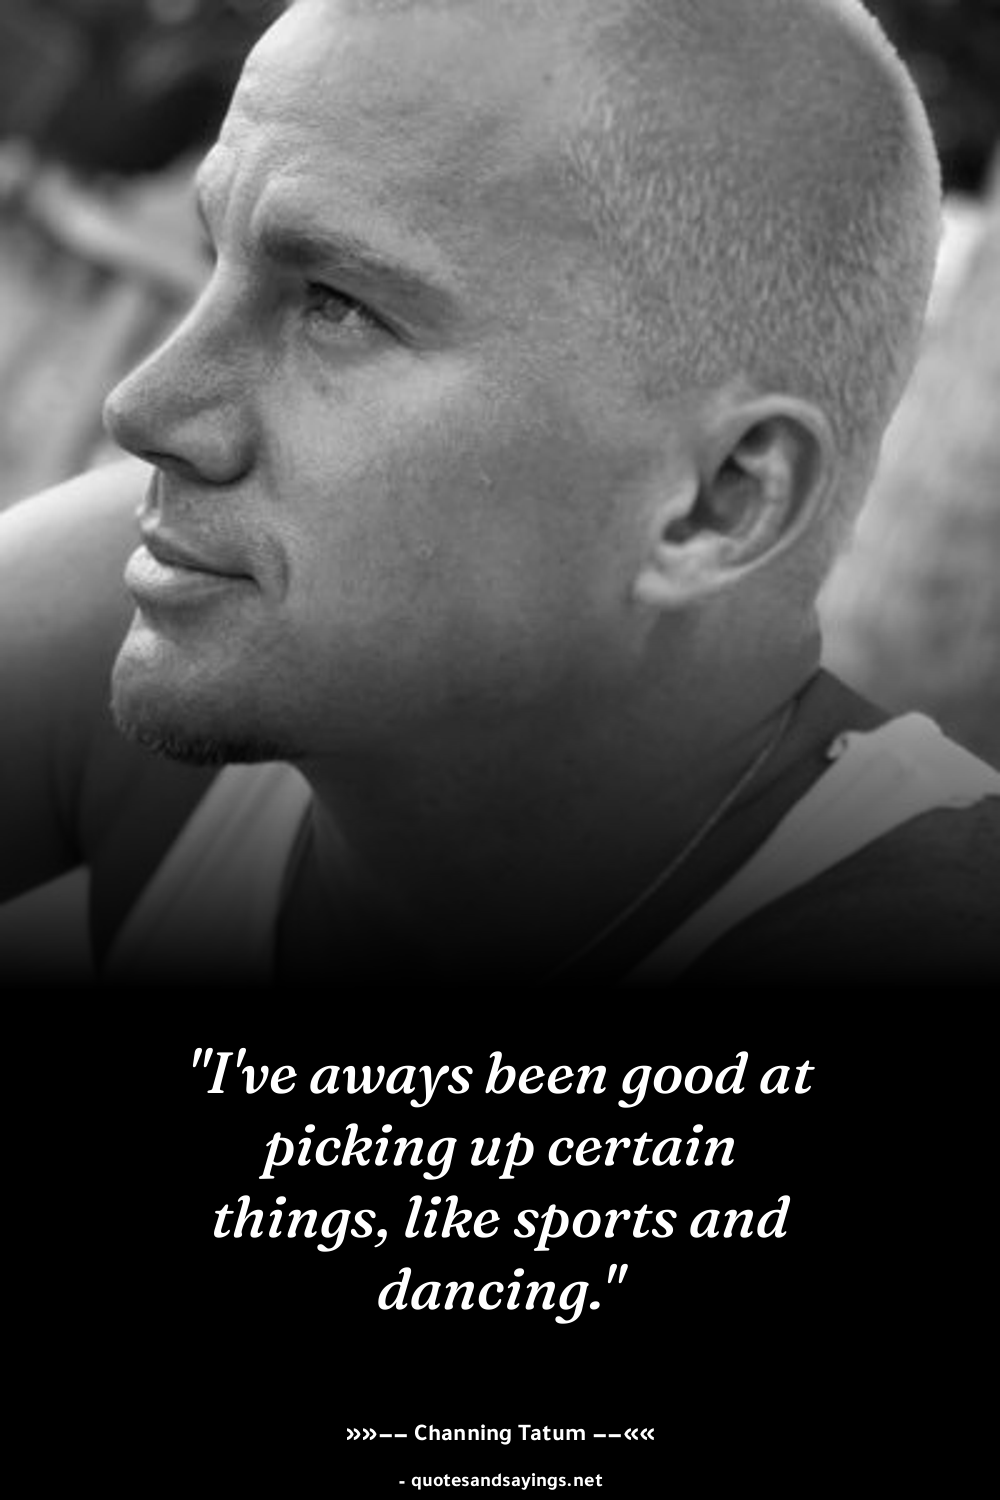 "I've aways been good at
picking up certain
things, like sports and
dancing."
»»−− Channing Tatum −−««
- quotesandsayings.net